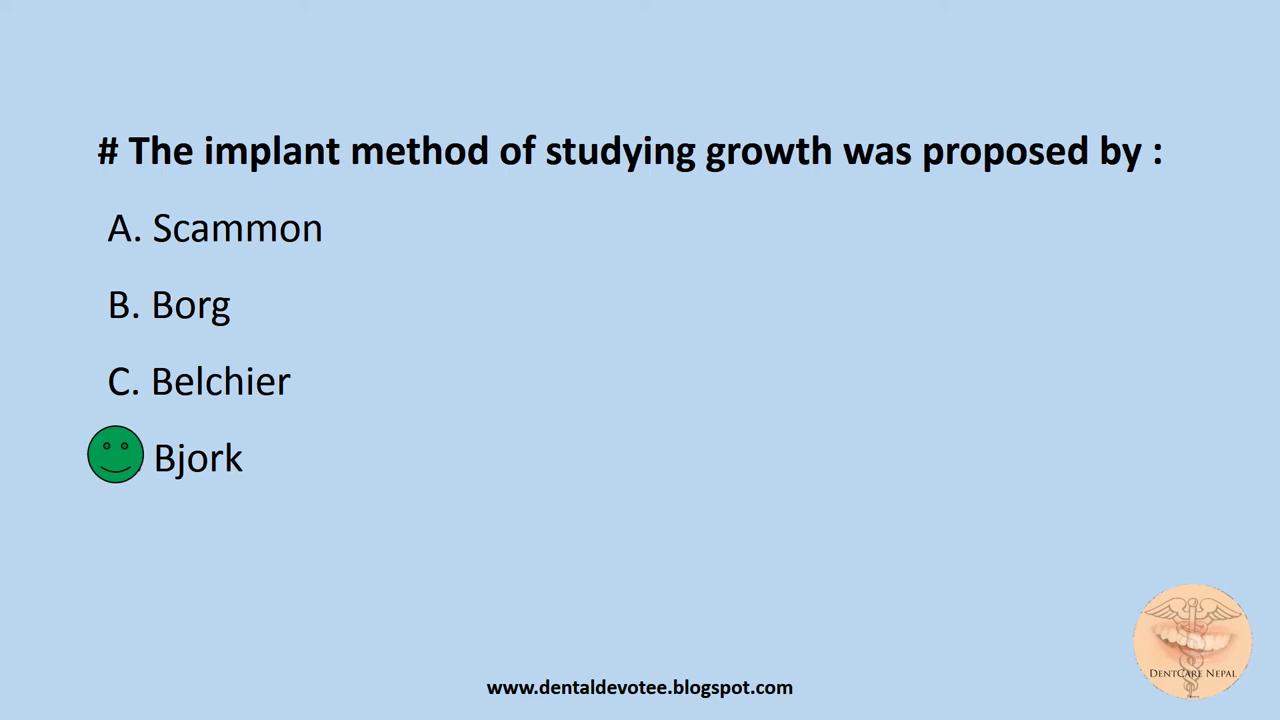 # The implant method of studying growth was proposed by :
A. Scammon
B. Borg
C. Belchier
Bjork
DENTCARE NEPAL
www.dentaldevotee.blogspot.com